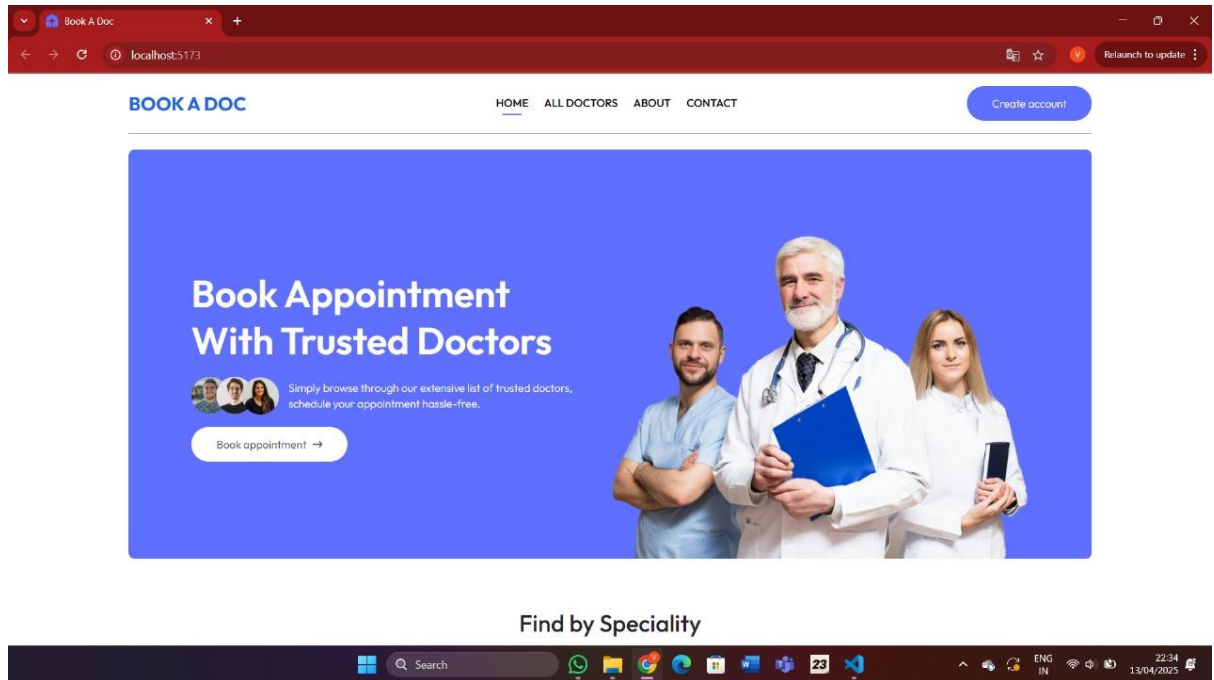 Book A Doc
localhost:5173
V
Relaunch to update
BOOK A DOC
HOME ALL DOCTORS ABOUT CONTACT
Create account
Book Appointment
With Trusted Doctors
Simply browse through our extensive list of trusted doctors,
schedule your appointment hassle-free.
Book appointment →
Find by Speciality
Search
23
ENG
IN
22:34
13/04/2025